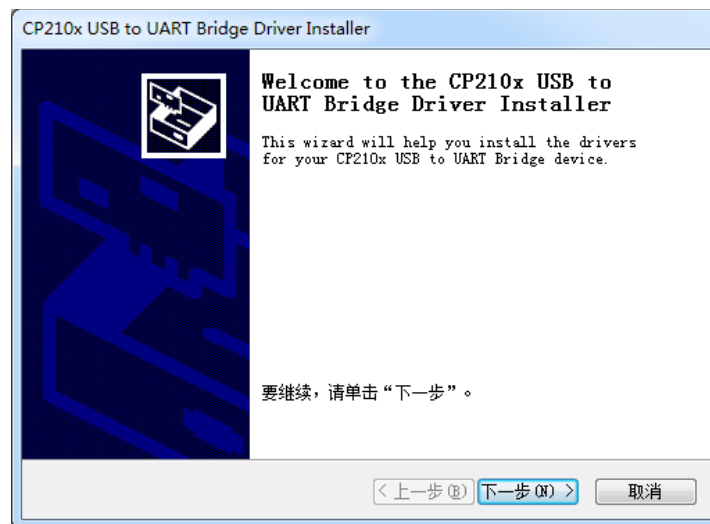 CP210x USB to UART Bridge Driver Installer
Welcome to the CP210x USB to
UART Bridge Driver Installer
This wizard will help you install the drivers
for your CP210x USB to UART Bridge device.
要继续，请单击“下一步”。
< 上一步(B) 下一步(N) > 取消